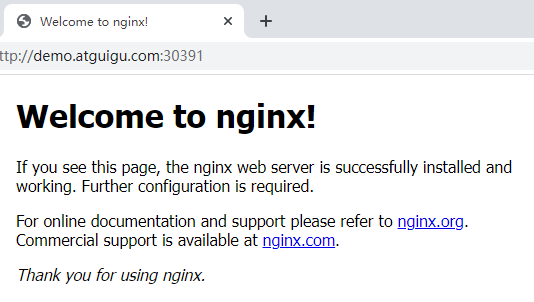 Welcome to nginx!
ttp://demo.atguigu.com:30391
Welcome to nginx!
If you see this page, the nginx web server is successfully installed and
working. Further configuration is required.
For online documentation and support please refer to nginx.org.
Commercial support is available at nginx.com.
Thank you for using nginx.